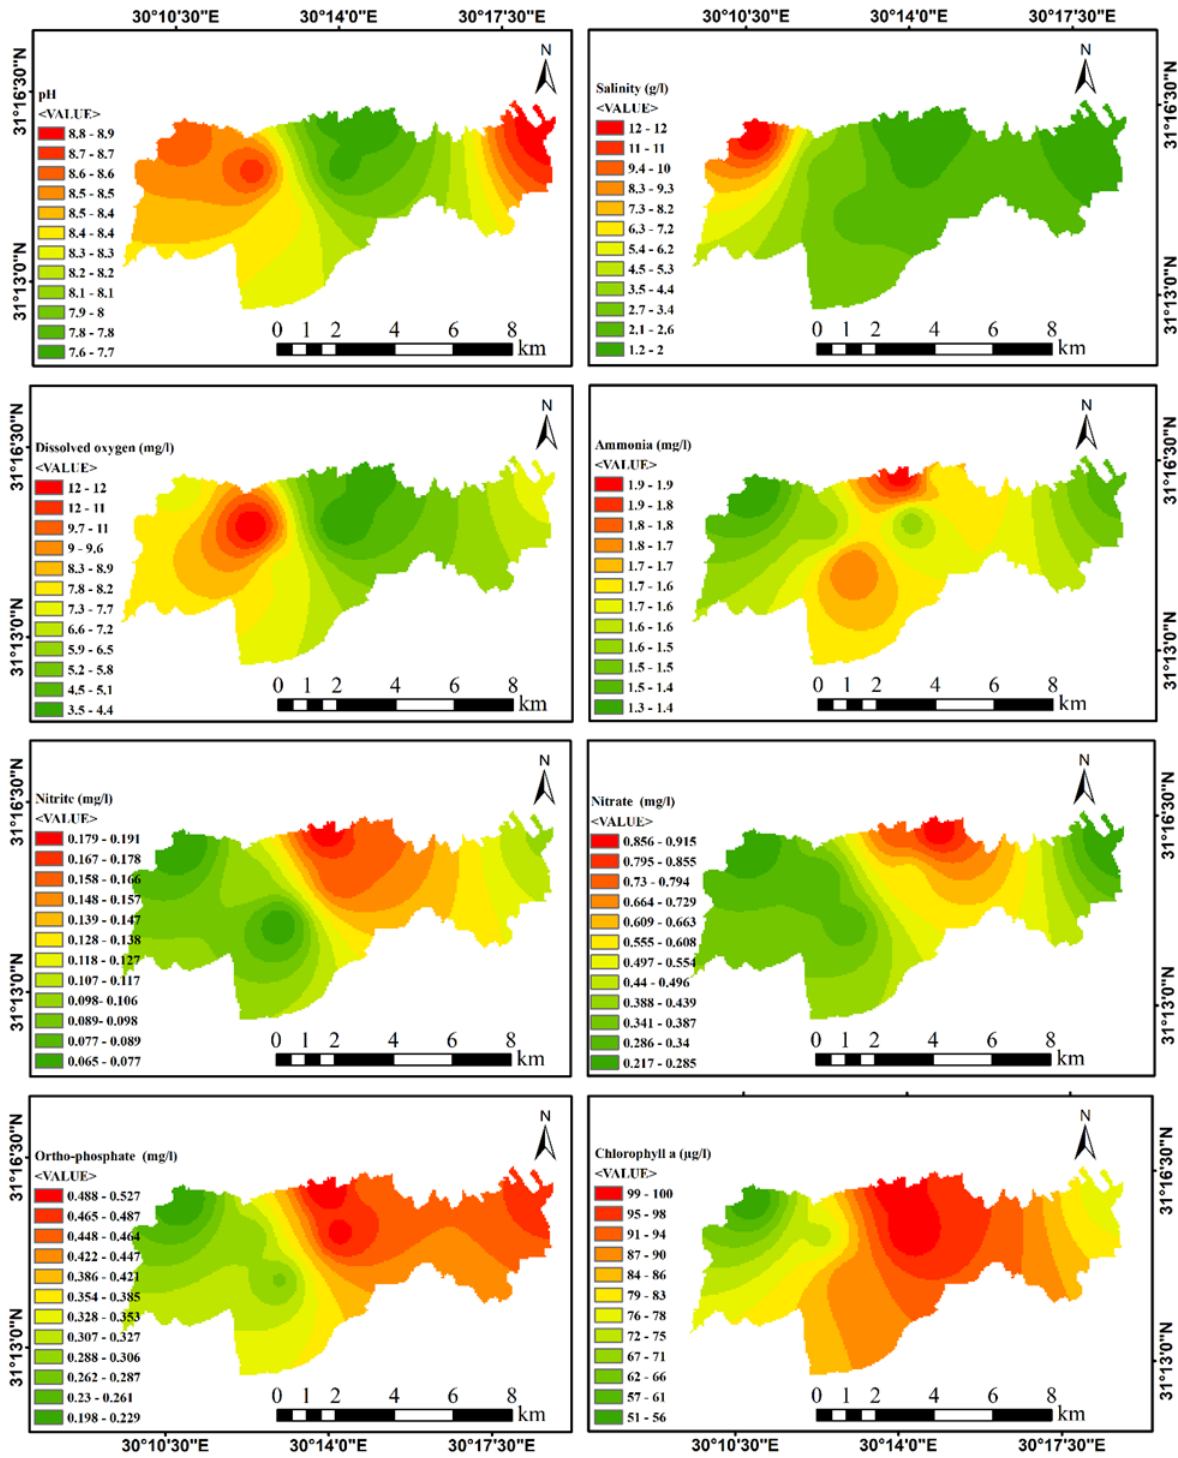 30°10'30"E 30°14'0"E 30°17'30"E 30°10'30"E 30°14'0"E 30°17'30"E
31°16'30"N
31°13'0"N
N
pH
<VALUE>
8.8 - 8.9
8.7 - 8.7
8.6 - 8.6
8.5 - 8.5
8.5 - 8.4
8.4 - 8.4
8.3 - 8.3
8.2 - 8.2
8.1 - 8.1
7.9 - 8
7.8 - 7.8
7.6 - 7.7
0 1 2 4 6 8
km
N
Salinity (g/l)
<VALUE>
12 - 12
11 - 11
9.4 - 10
8.3 - 9.3
7.3 - 8.2
6.3 - 7.2
5.4 - 6.2
4.5 - 5.3
3.5 - 4.4
2.7 - 3.4
2.1 - 2.6
1.2 - 2
0 1 2 4 6 8
km
31°16'30"N
31°13'0"N
31°16'30"N
31°13'0"N
N
Dissolved oxygen (mg/l)
<VALUE>
12 - 12
12 - 11
9.7 - 11
9 - 9.6
8.3 - 8.9
7.8 - 8.2
7.3 - 7.7
6.6 - 7.2
5.9 - 6.5
5.2 - 5.8
4.5 - 5.1
3.5 - 4.4
0 1 2 4 6 8
km
N
Ammonia (mg/l)
<VALUE>
1.9 - 1.9
1.9 - 1.8
1.8 - 1.8
1.8 - 1.7
1.7 - 1.7
1.7 - 1.6
1.7 - 1.6
1.6 - 1.6
1.6 - 1.5
1.5 - 1.5
1.5 - 1.4
1.3 - 1.4
0 1 2 4 6 8
km
31°16'30"N
31°13'0"N
31°16'30"N
31°13'0"N
N
Nitrite (mg/l)
<VALUE>
0.179 - 0.191
0.167 - 0.178
0.158 - 0.166
0.148 - 0.157
0.139 - 0.147
0.128 - 0.138
0.118 - 0.127
0.107 - 0.117
0.098- 0.106
0.089- 0.098
0.077 - 0.089
0.065 - 0.077
0 1 2 4 6 8
km
N
Nitrate (mg/l)
<VALUE>
0.856 - 0.915
0.795 - 0.855
0.73 - 0.794
0.664 - 0.729
0.609 - 0.663
0.555 - 0.608
0.497 - 0.554
0.44 - 0.496
0.388 - 0.439
0.341 - 0.387
0.286 - 0.34
0.217 - 0.285
0 1 2 4 6 8
km
31°16'30"N
31°13'0"N
31°16'30"N
31°13'0"N
N
Ortho-phosphate (mg/l)
<VALUE>
0.488 - 0.527
0.465 - 0.487
0.448 - 0.464
0.422 - 0.447
0.386 - 0.421
0.354 - 0.385
0.328 - 0.353
0.307 - 0.327
0.288 - 0.306
0.262 - 0.287
0.23 - 0.261
0.198 - 0.229
0 1 2 4 6 8
km
N
Chlorophyll a (µg/l)
<VALUE>
99 - 100
95 - 98
91 - 94
87 - 90
84 - 86
79 - 83
76 - 78
72 - 75
67 - 71
62 - 66
57 - 61
51 - 56
0 1 2 4 6 8
km
31°16'30"N
31°13'0"N
30°10'30"E 30°14'0"E 30°17'30"E 30°10'30"E 30°14'0"E 30°17'30"E